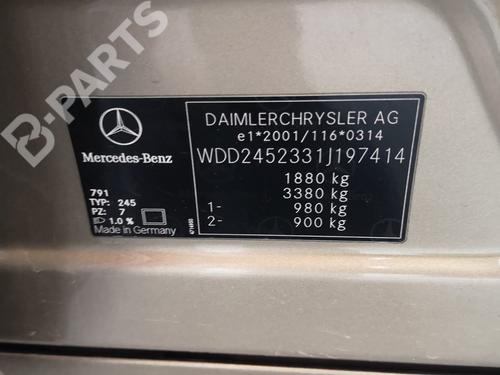 B-PARTS
Mercedes-Benz
791
TYP: 245
PZ: 7
1.0 %
Made in Germany
DAIMLERCHRYSLER AG
e1*2001/116*0314
WDD2452331J197414
1880 kg
3380 kg
1- 980 kg
2- 900 kg